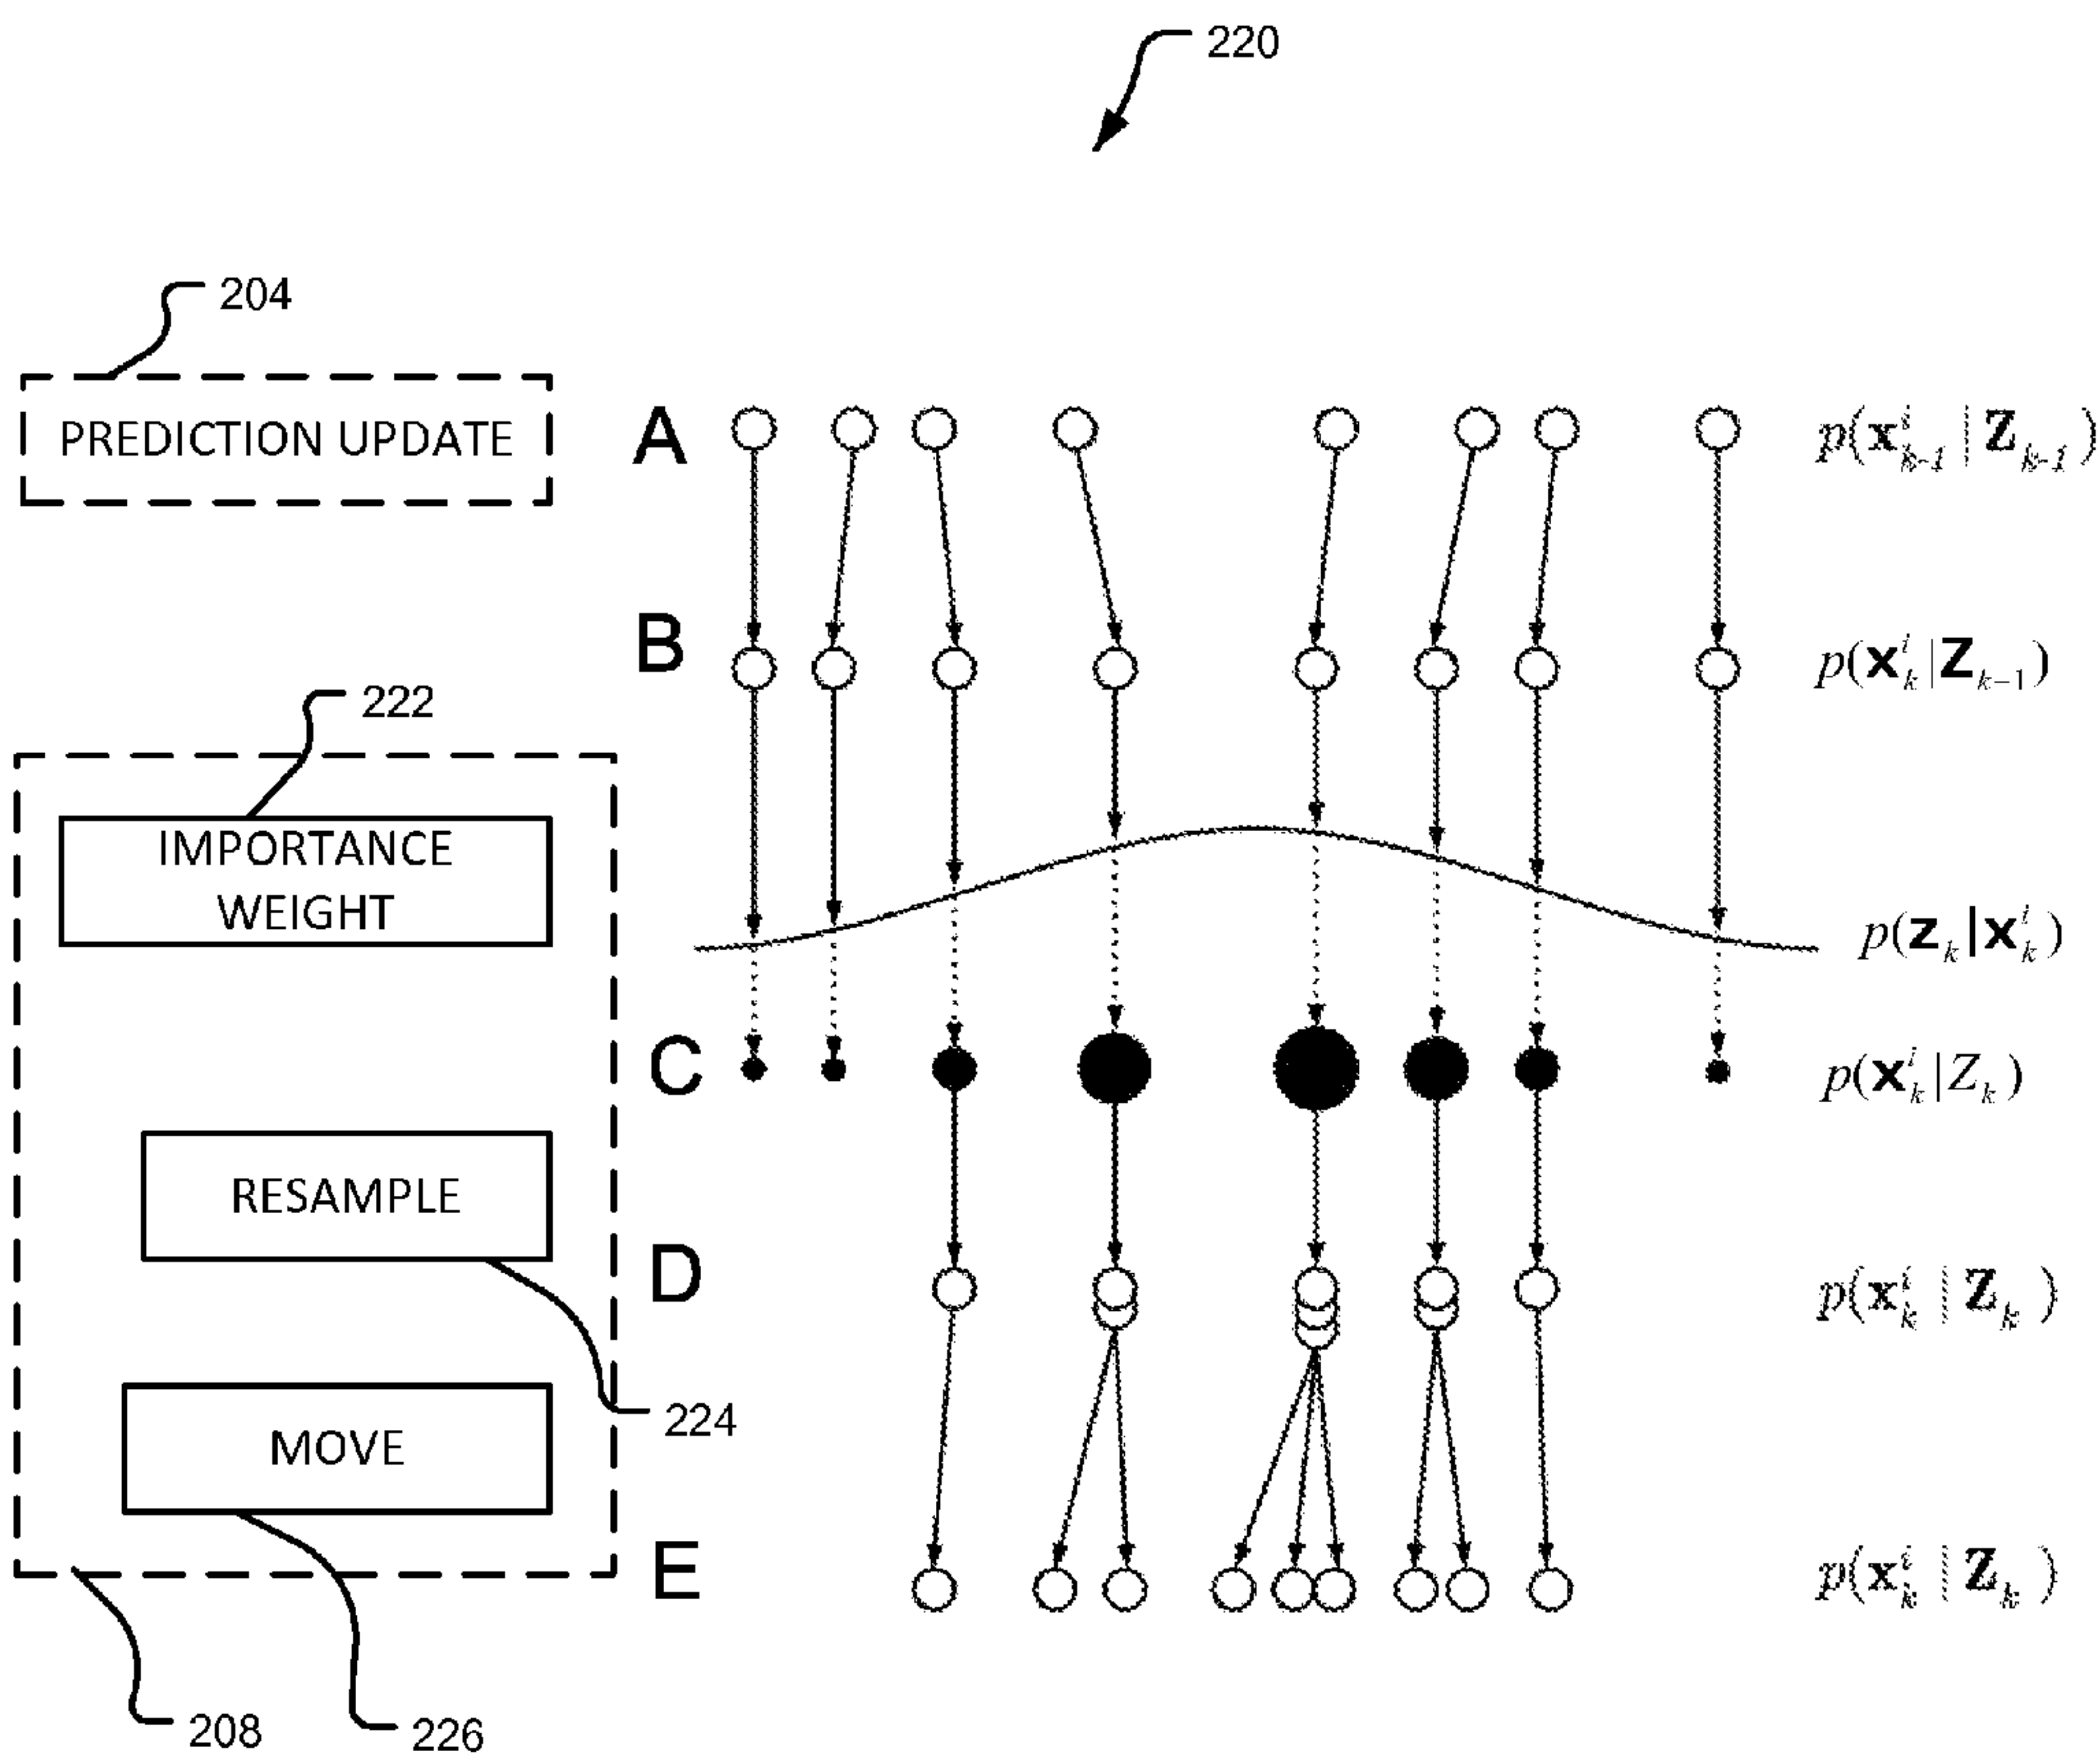 220
204
PREDICTION UPDATE
A
p(x^i_{k-1} | Z_{k-1})
B
p(x^i_k|Z_{k-1})
222
IMPORTANCE
WEIGHT
p(z_k|x^i_k)
C
p(x^i_k|Z_k)
RESAMPLE
D
p(x^i_k | Z_k)
224
MOVE
E
p(x^i_k | Z_k)
208
226